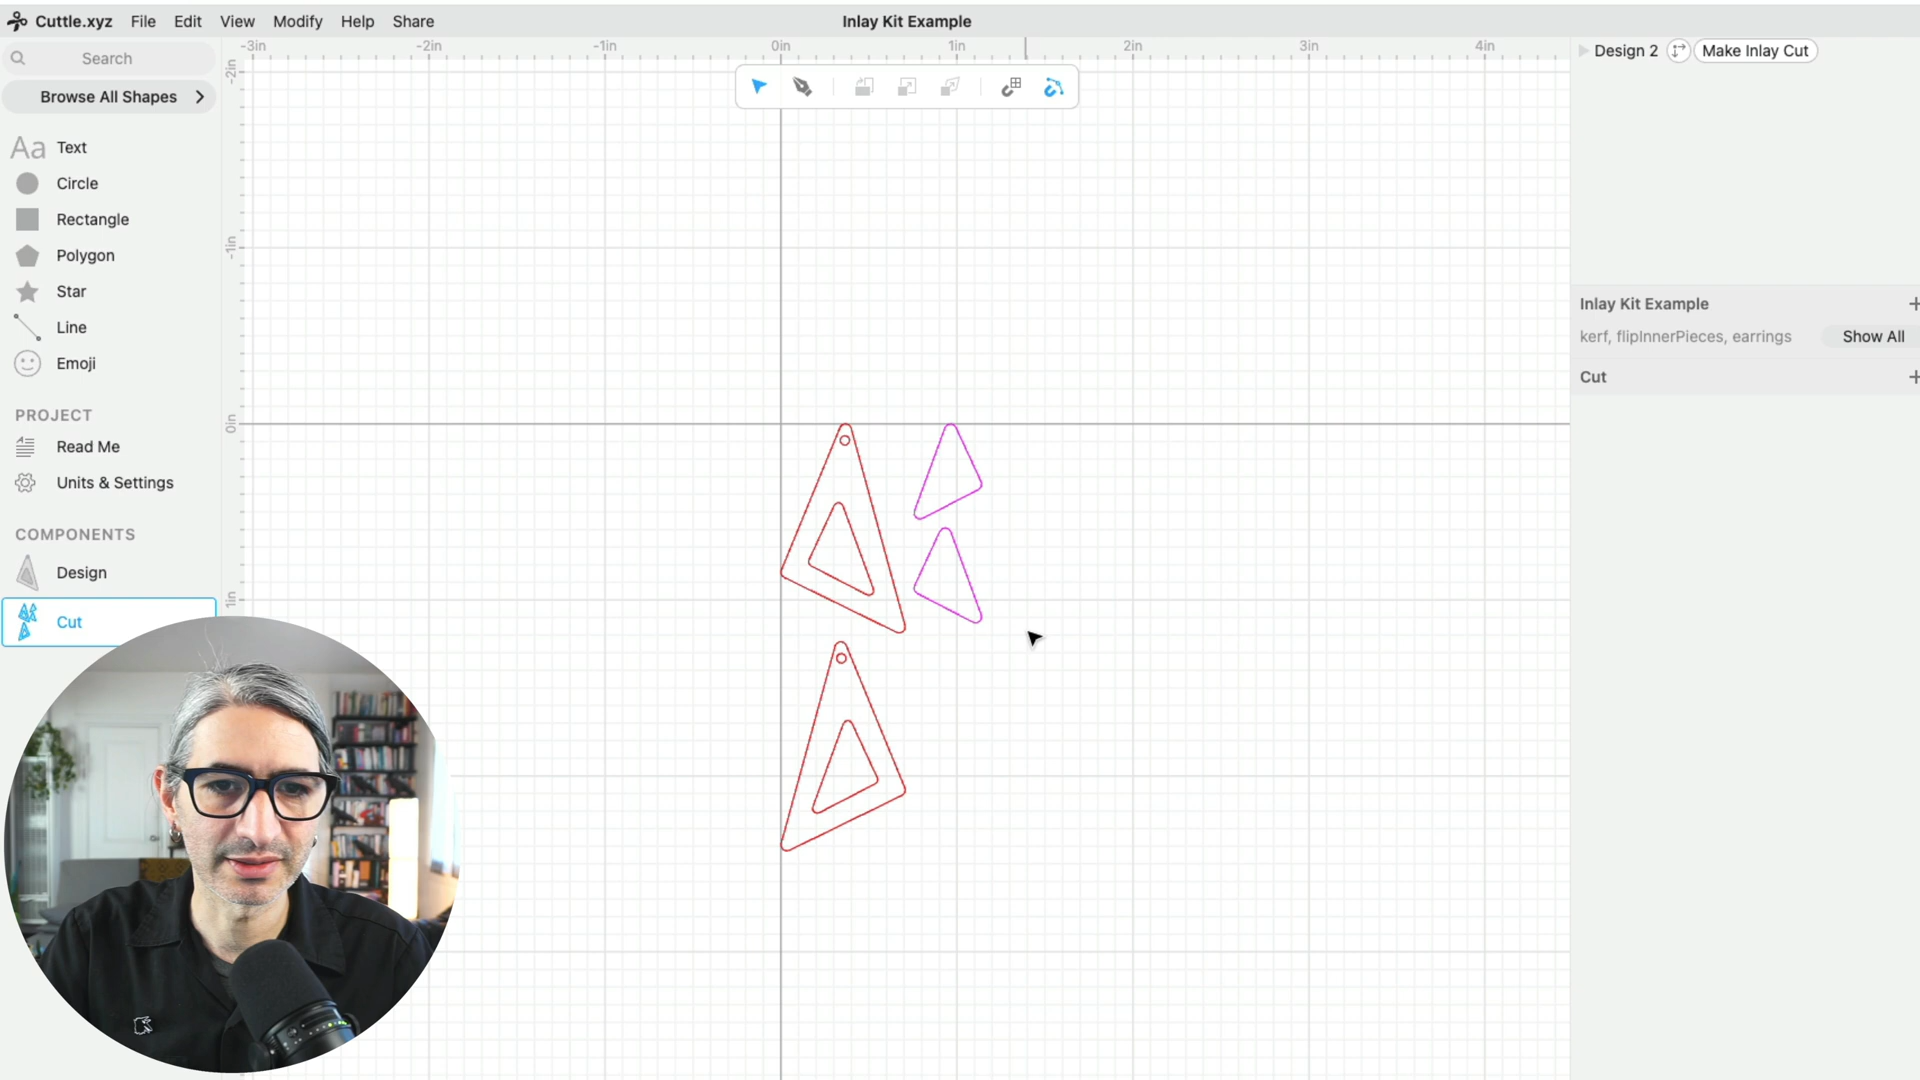 Cuttle.xyz File Edit View Modify Help Share
Inlay Kit Example
Search
Browse All Shapes
Aa Text
Circle
Rectangle
Polygon
Star
Line
Emoji
PROJECT
Read Me
Units & Settings
COMPONENTS
Design
Cut
-3in -2in -1in 0in 1in 2in 3in 4in
-2in
-1in
0in
1in
Design 2 Make Inlay Cut
Inlay Kit Example +
kerf, flipInnerPieces, earrings Show All
Cut +